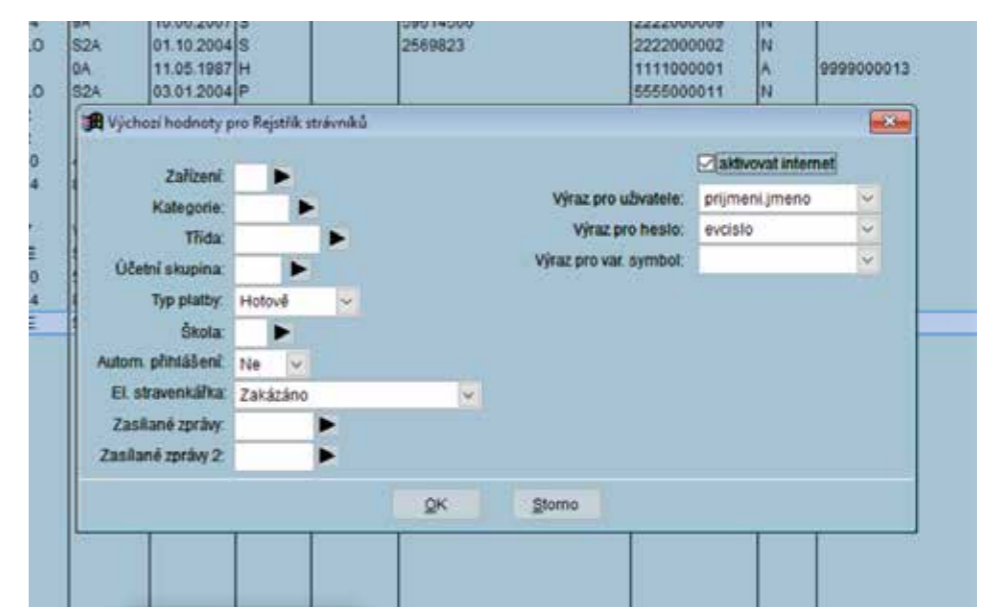 S2A 01.10.2004 S 2569823 2222000002 N
0A 11.05.1987 H 1111000001 A 9999000013
S2A 03.01.2004 P 5555000011 N
Výchozí hodnoty pro Rejstřík strávníků
aktivovat internet
Zařízení:
Kategorie:
Výraz pro uživatele: prijmeni.jmeno
Třída:
Výraz pro heslo: evcislo
Účetní skupina:
Výraz pro var. symbol:
Typ platby: Hotově
Škola:
Autom. přihlášení: Ne
El. stravenkářka: Zakázáno
Zasílané zprávy:
Zasílané zprávy 2:
OK Storno